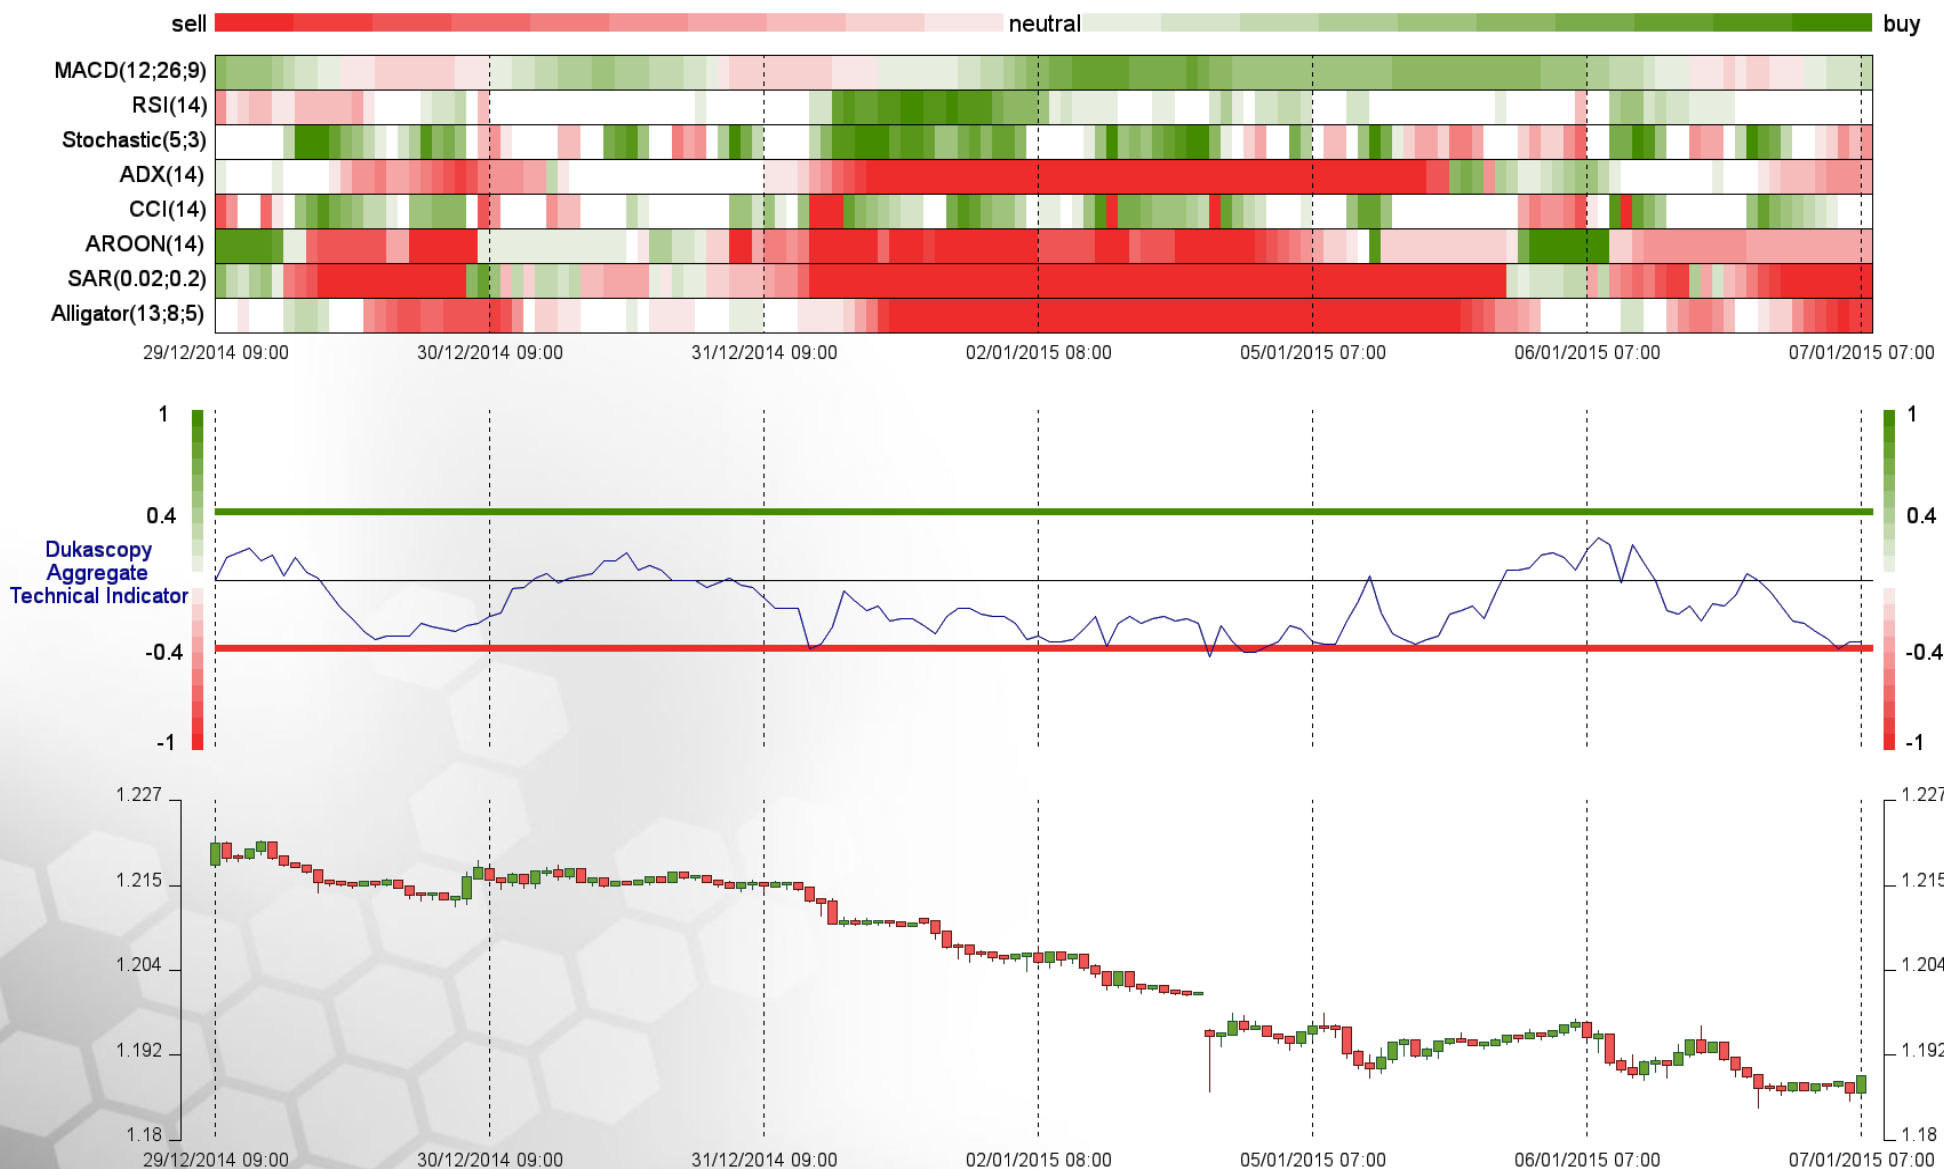 sell neutral buy
MACD(12;26;9)
RSI(14)
Stochastic(5;3)
ADX(14)
CCI(14)
AROON(14)
SAR(0.02;0.2)
Alligator(13;8;5)
29/12/2014 09:00 30/12/2014 09:00 31/12/2014 09:00 02/01/2015 08:00 05/01/2015 07:00 06/01/2015 07:00 07/01/2015 07:00
1 1
0.4 0.4
Dukascopy
Aggregate
Technical Indicator
-0.4 -0.4
-1 -1
1.227 1.227
1.215 1.215
1.204 1.204
1.192 1.192
1.18 1.18
29/12/2014 09:00 30/12/2014 09:00 31/12/2014 09:00 02/01/2015 08:00 05/01/2015 07:00 06/01/2015 07:00 07/01/2015 07:00